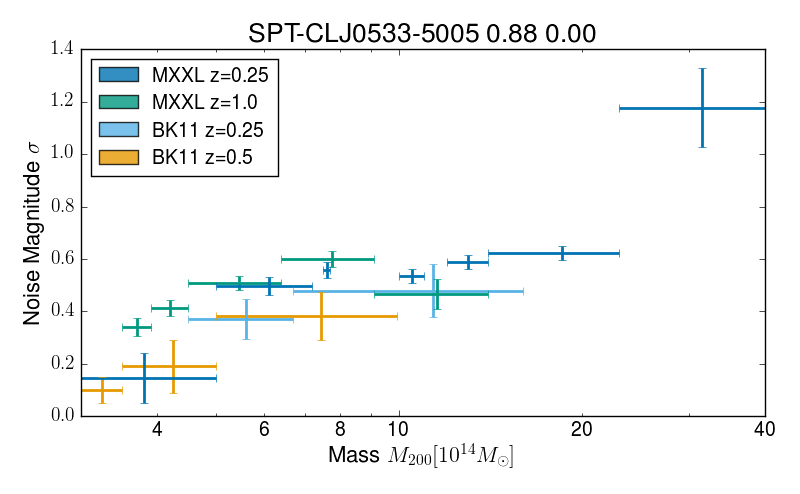 SPT-CLJ0533-5005 0.88 0.00
1.4
1.2
1.0
0.8
0.6
0.4
0.2
0.0
Noise Magnitude σ
MXXL z=0.25
MXXL z=1.0
BK11 z=0.25
BK11 z=0.5
4 6 8 10 20 40
Mass M₂₀₀[10¹⁴M☉]